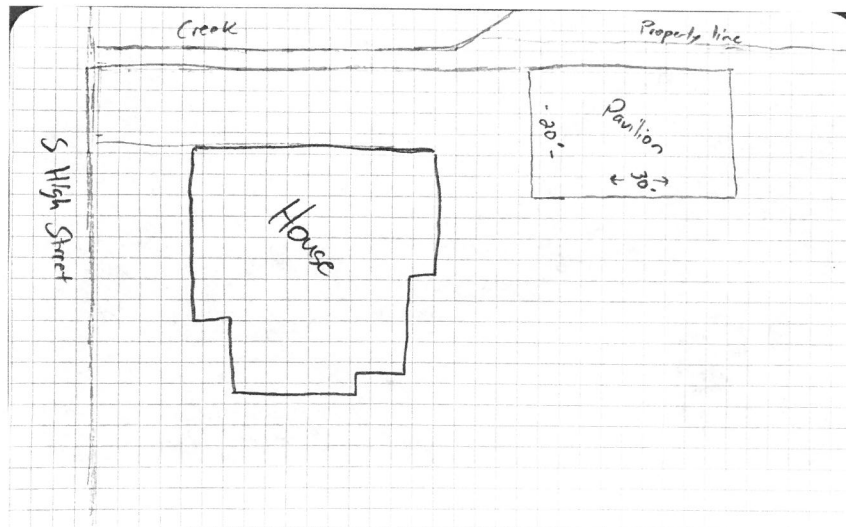 Creek
Property line
S High Street
House
Pavilion
-20'-
← 30' →